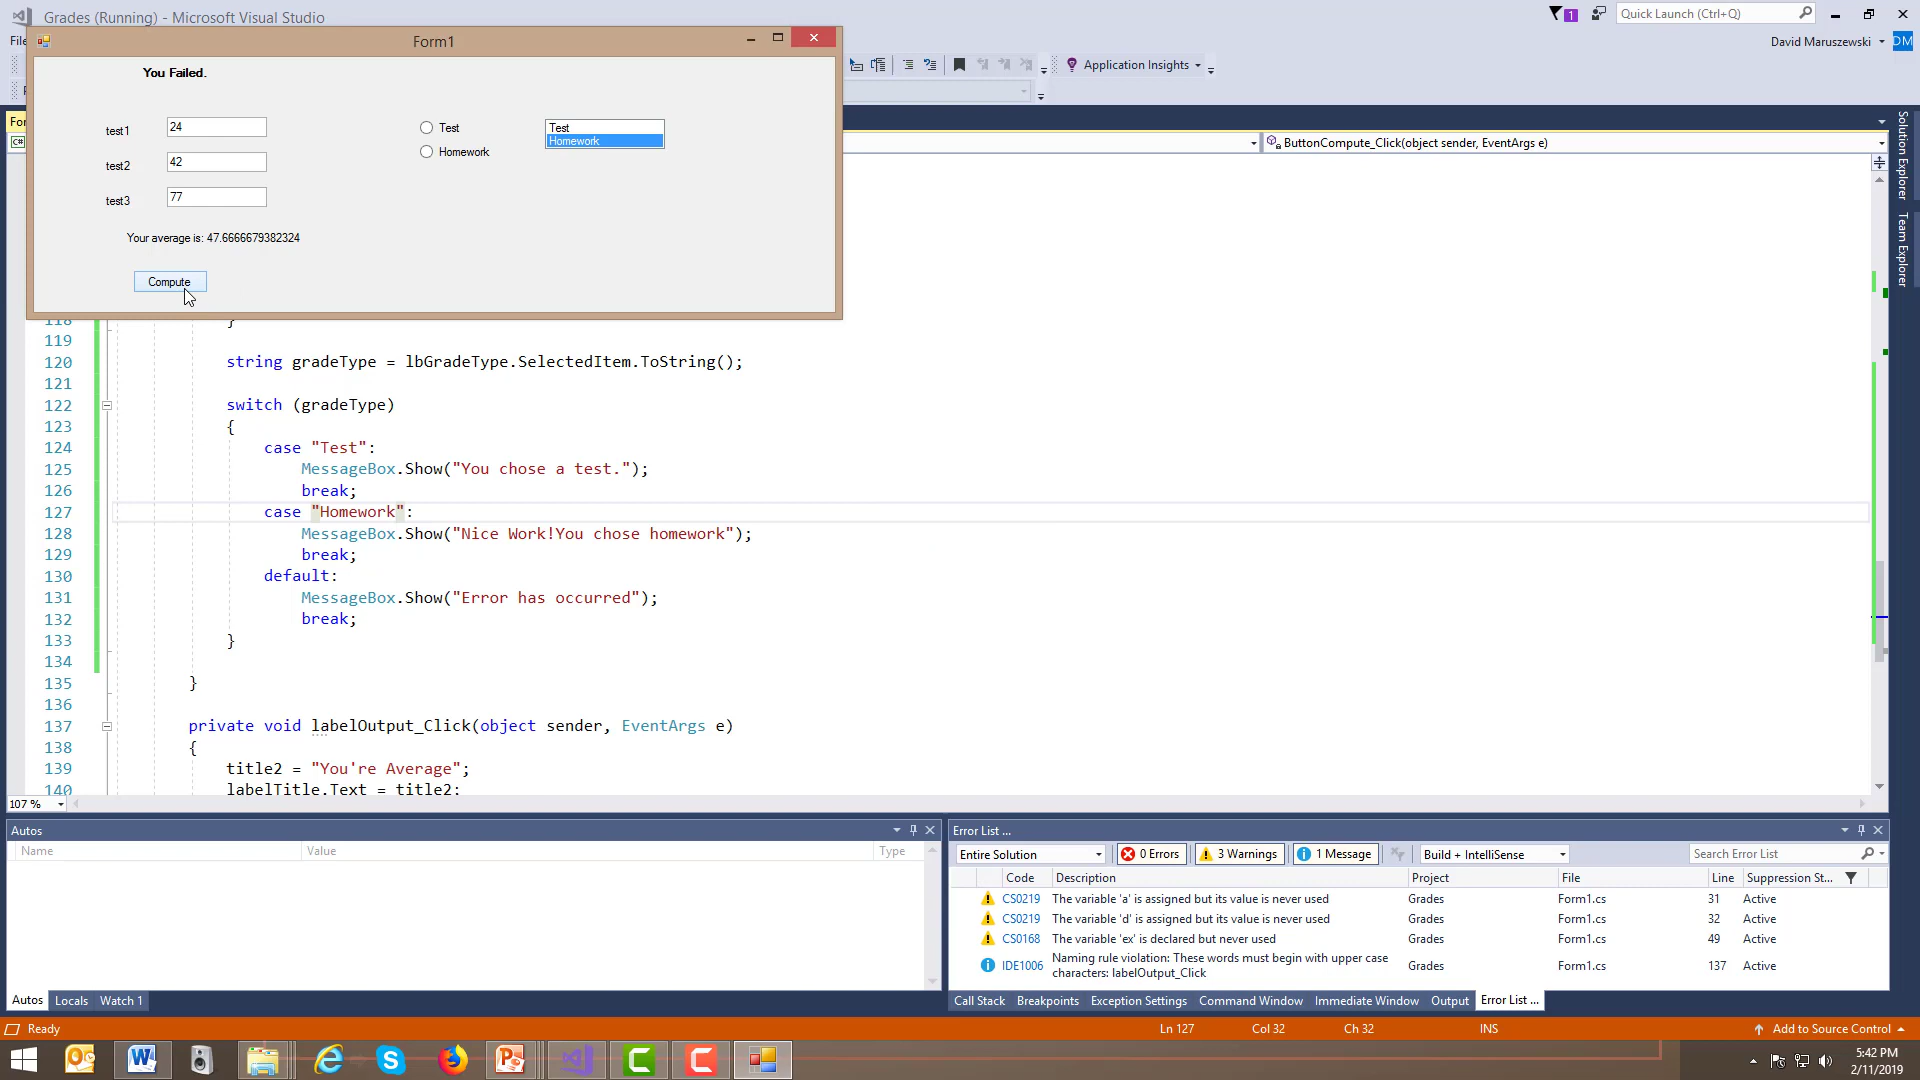 Grades (Running) - Microsoft Visual Studio
1
Quick Launch (Ctrl+Q)
David Maruszewski
DM
Application Insights
Form1
You Failed.
test1
24
test2
42
test3
77
Test
Homework
Test
Homework
Your average is: 47.6666679382324
Compute
ButtonCompute_Click(object sender, EventArgs e)
Solution Explorer
Team Explorer
118 }
119
120 string gradeType = lbGradeType.SelectedItem.ToString();
121
122 switch (gradeType)
123 {
124 case "Test":
125 MessageBox.Show("You chose a test.");
126 break;
127 case "Homework":
128 MessageBox.Show("Nice Work!You chose homework");
129 break;
130 default:
131 MessageBox.Show("Error has occurred");
132 break;
133 }
134
135 }
136
137 private void labelOutput_Click(object sender, EventArgs e)
138 {
139 title2 = "You're Average";
140 labelTitle.Text = title2;
107 %
Autos
Name Value Type
Autos Locals Watch 1
Error List ...
Entire Solution 0 Errors 3 Warnings 1 Message Build + IntelliSense Search Error List
Code Description Project File Line Suppression St...
CS0219 The variable 'a' is assigned but its value is never used Grades Form1.cs 31 Active
CS0219 The variable 'd' is assigned but its value is never used Grades Form1.cs 32 Active
CS0168 The variable 'ex' is declared but never used Grades Form1.cs 49 Active
IDE1006 Naming rule violation: These words must begin with upper case characters: labelOutput_Click Grades Form1.cs 137 Active
Call Stack Breakpoints Exception Settings Command Window Immediate Window Output Error List ...
Ready Ln 127 Col 32 Ch 32 INS Add to Source Control
5:42 PM
2/11/2019